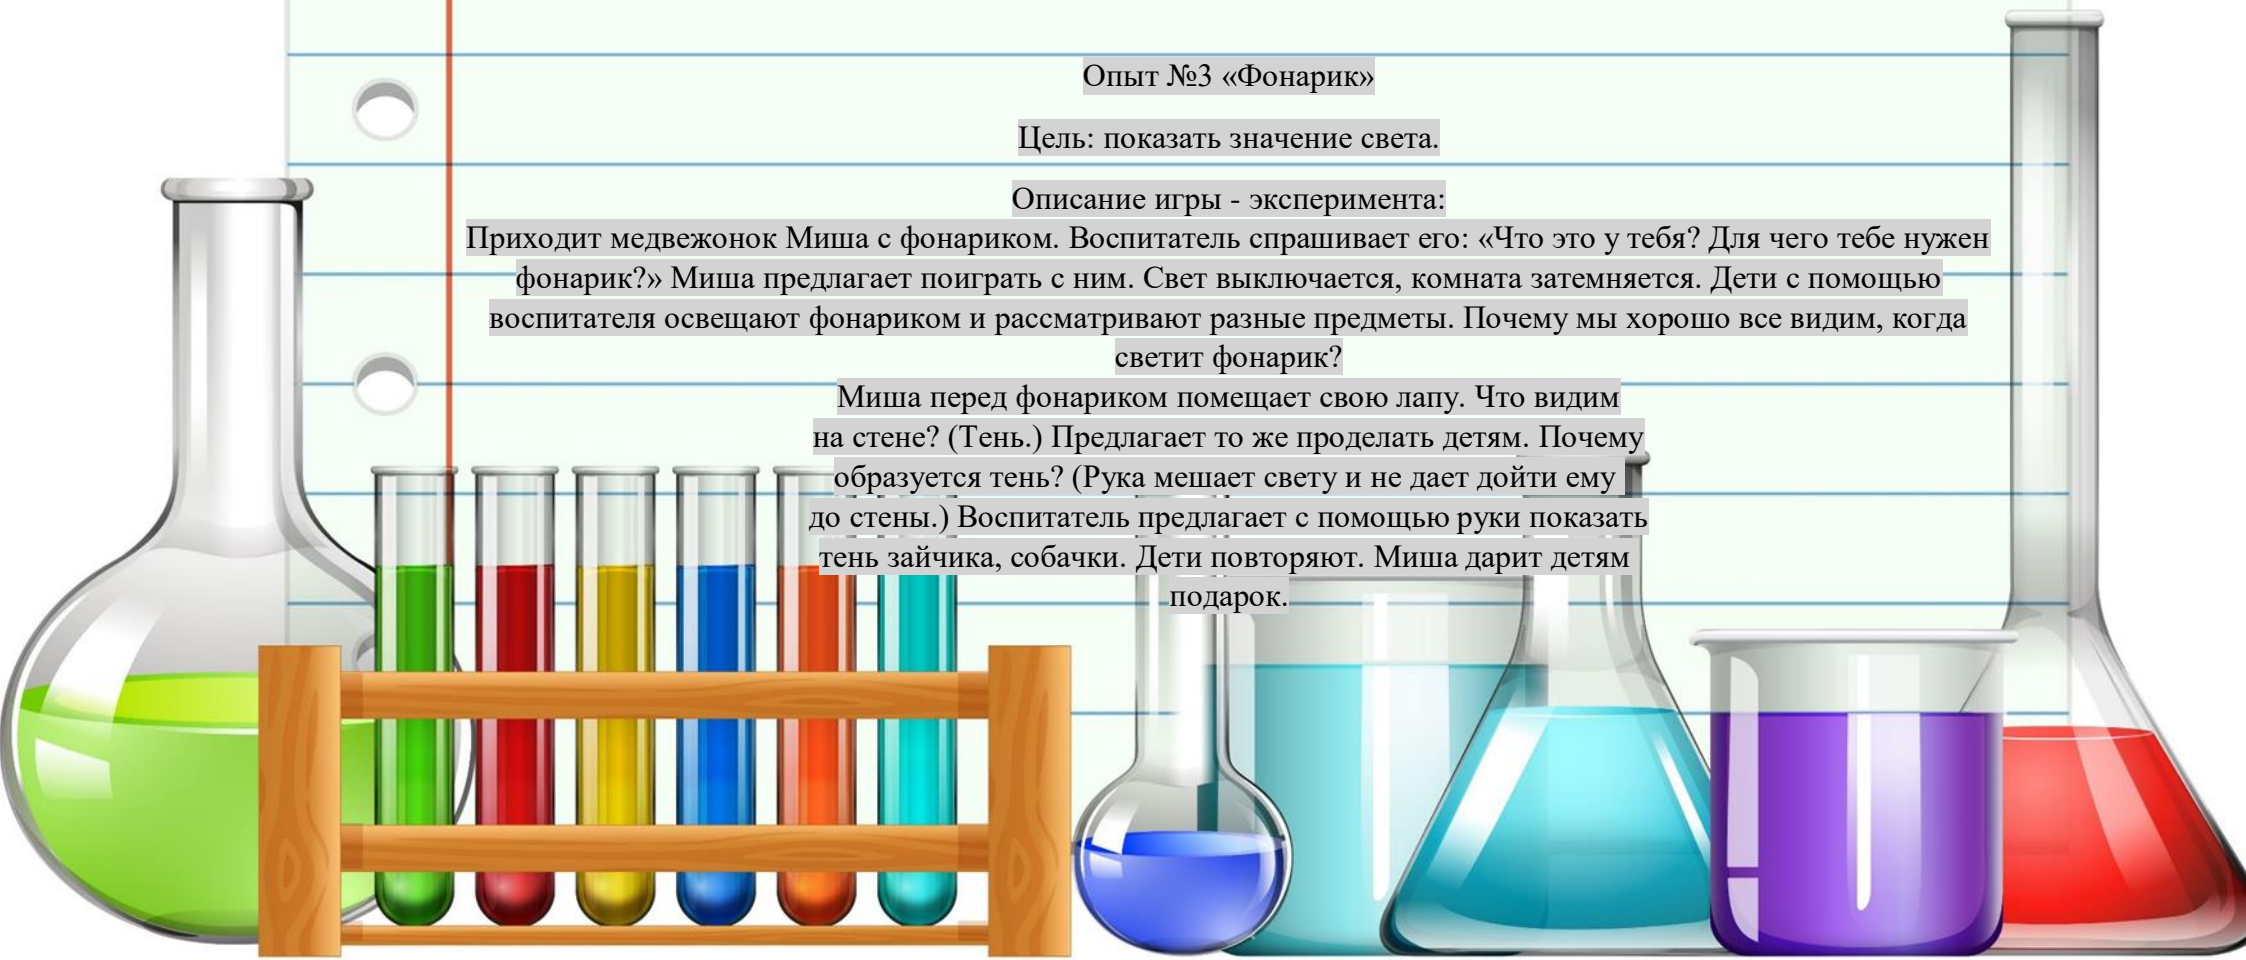 Опыт №3 «Фонарик»
Цель: показать значение света.
Описание игры - эксперимента:
Приходит медвежонок Миша с фонариком. Воспитатель спрашивает его: «Что это у тебя? Для чего тебе нужен
фонарик?» Миша предлагает поиграть с ним. Свет выключается, комната затемняется. Дети с помощью
воспитателя освещают фонариком и рассматривают разные предметы. Почему мы хорошо все видим, когда
светит фонарик?
Миша перед фонариком помещает свою лапу. Что видим
на стене? (Тень.) Предлагает то же проделать детям. Почему
образуется тень? (Рука мешает свету и не дает дойти ему
до стены.) Воспитатель предлагает с помощью руки показать
тень зайчика, собачки. Дети повторяют. Миша дарит детям
подарок.